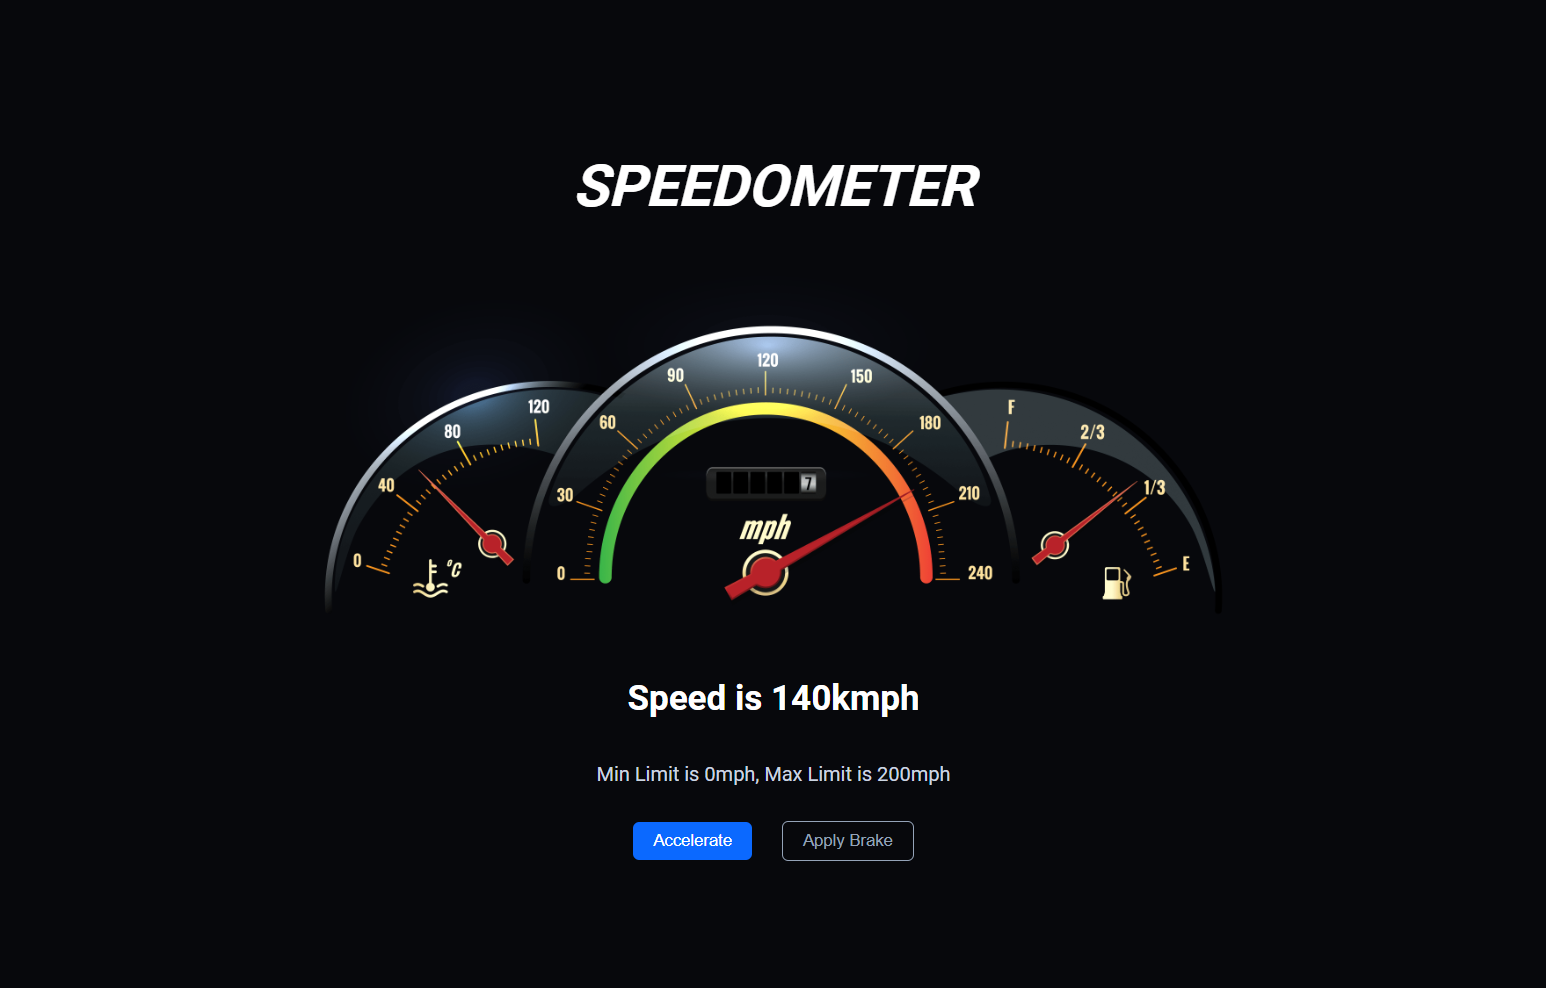 SPEEDOMETER
120
90
150
60
180
30
210
0
240
7
mph
120
80
40
0
°C
F
2/3
1/3
E
Speed is 140kmph
Min Limit is 0mph, Max Limit is 200mph
Accelerate
Apply Brake